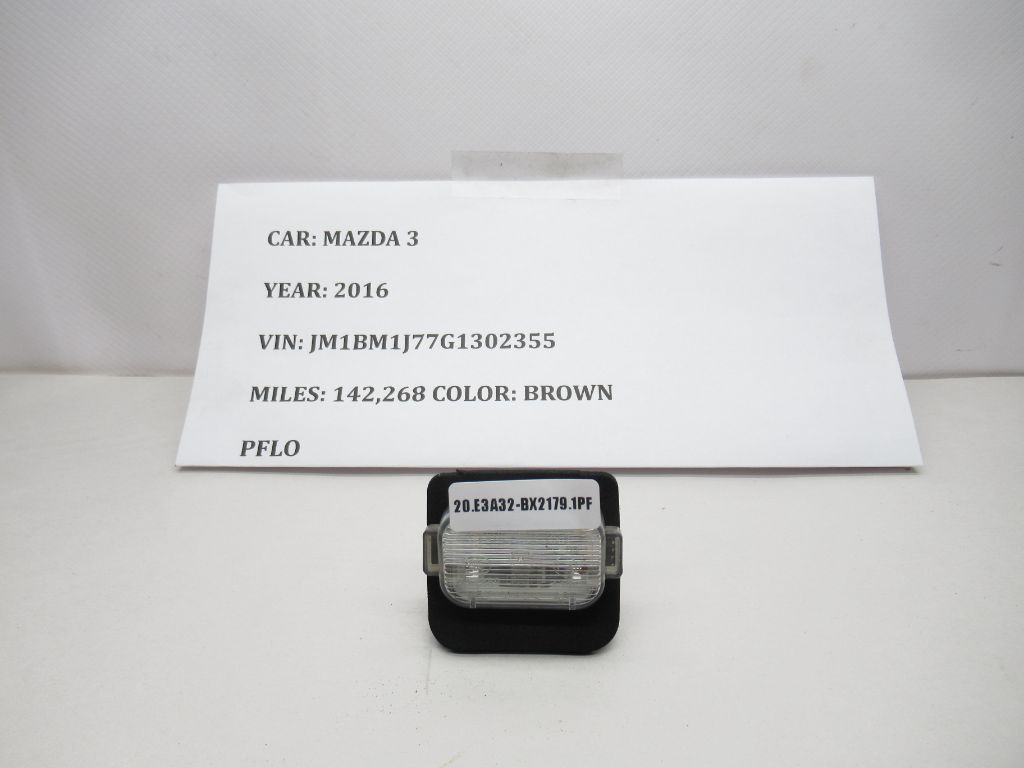 CAR: MAZDA 3
YEAR: 2016
VIN: JM1BM1J77G1302355
MILES: 142,268 COLOR: BROWN
PFLO
20.E3A32-BX2179.1PF